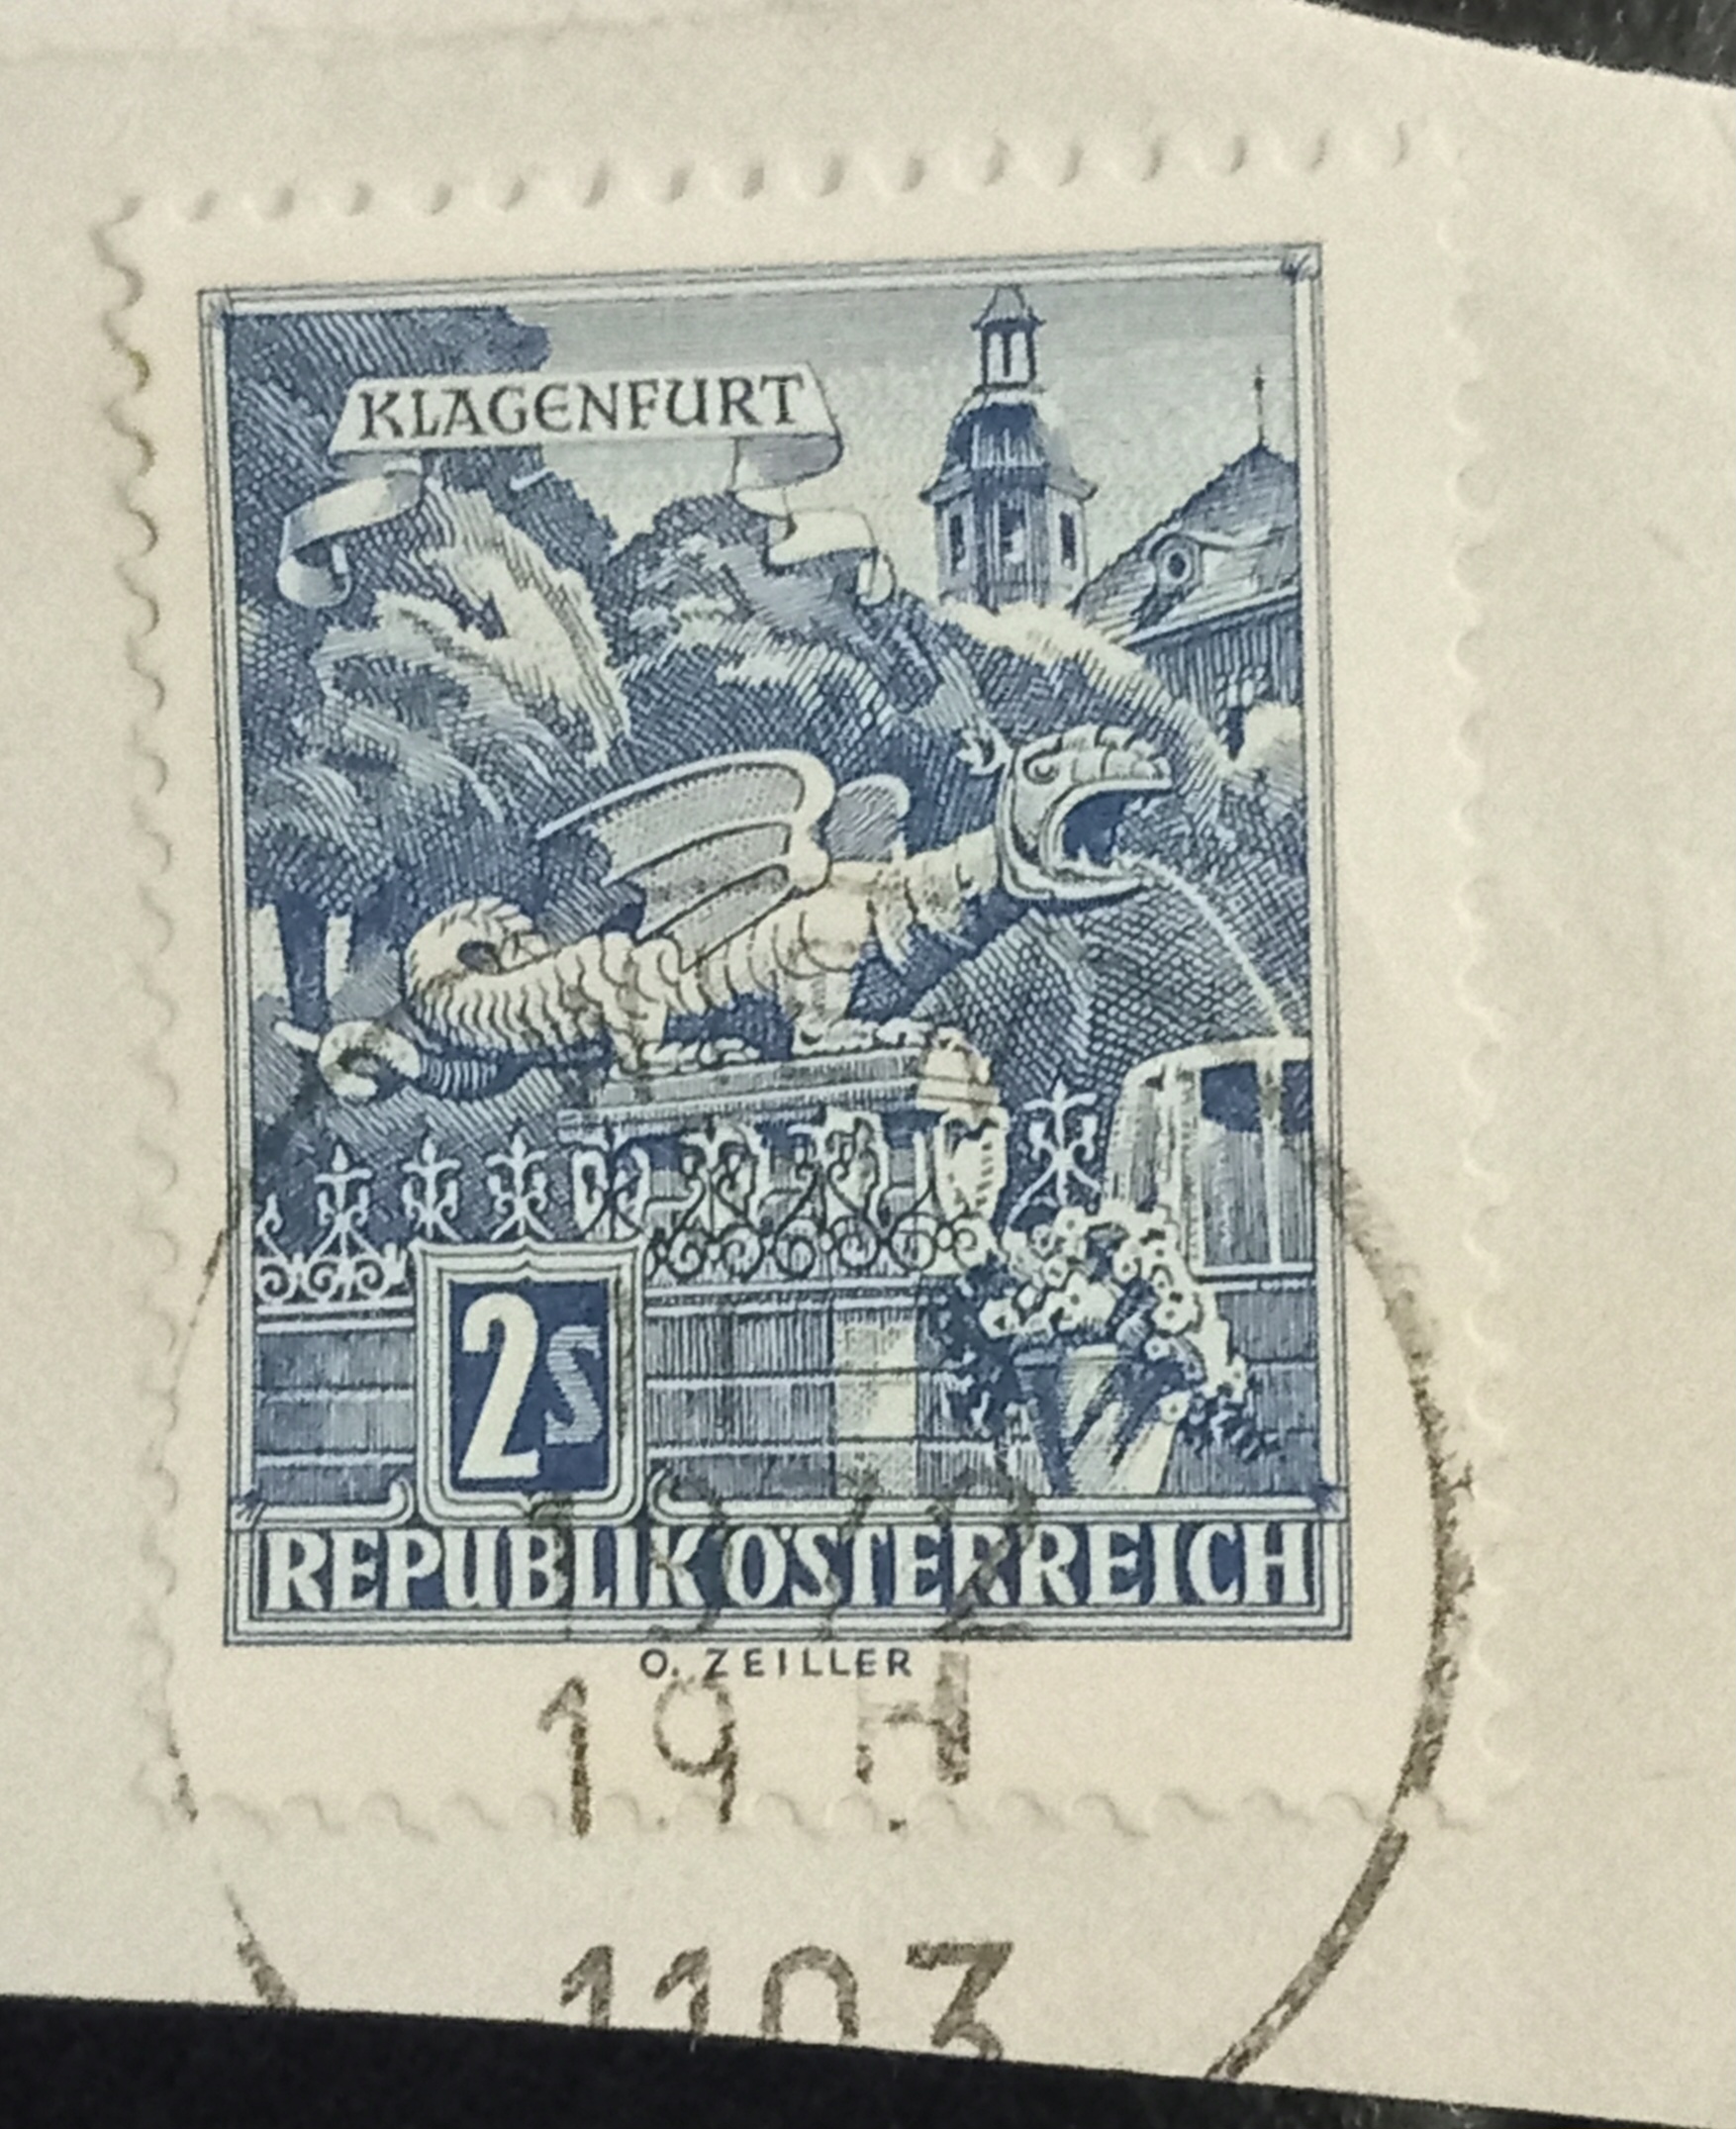 KLAGENFURT
2S
REPUBLIK ÖSTERREICH
O. ZEILLER
19 H
1103